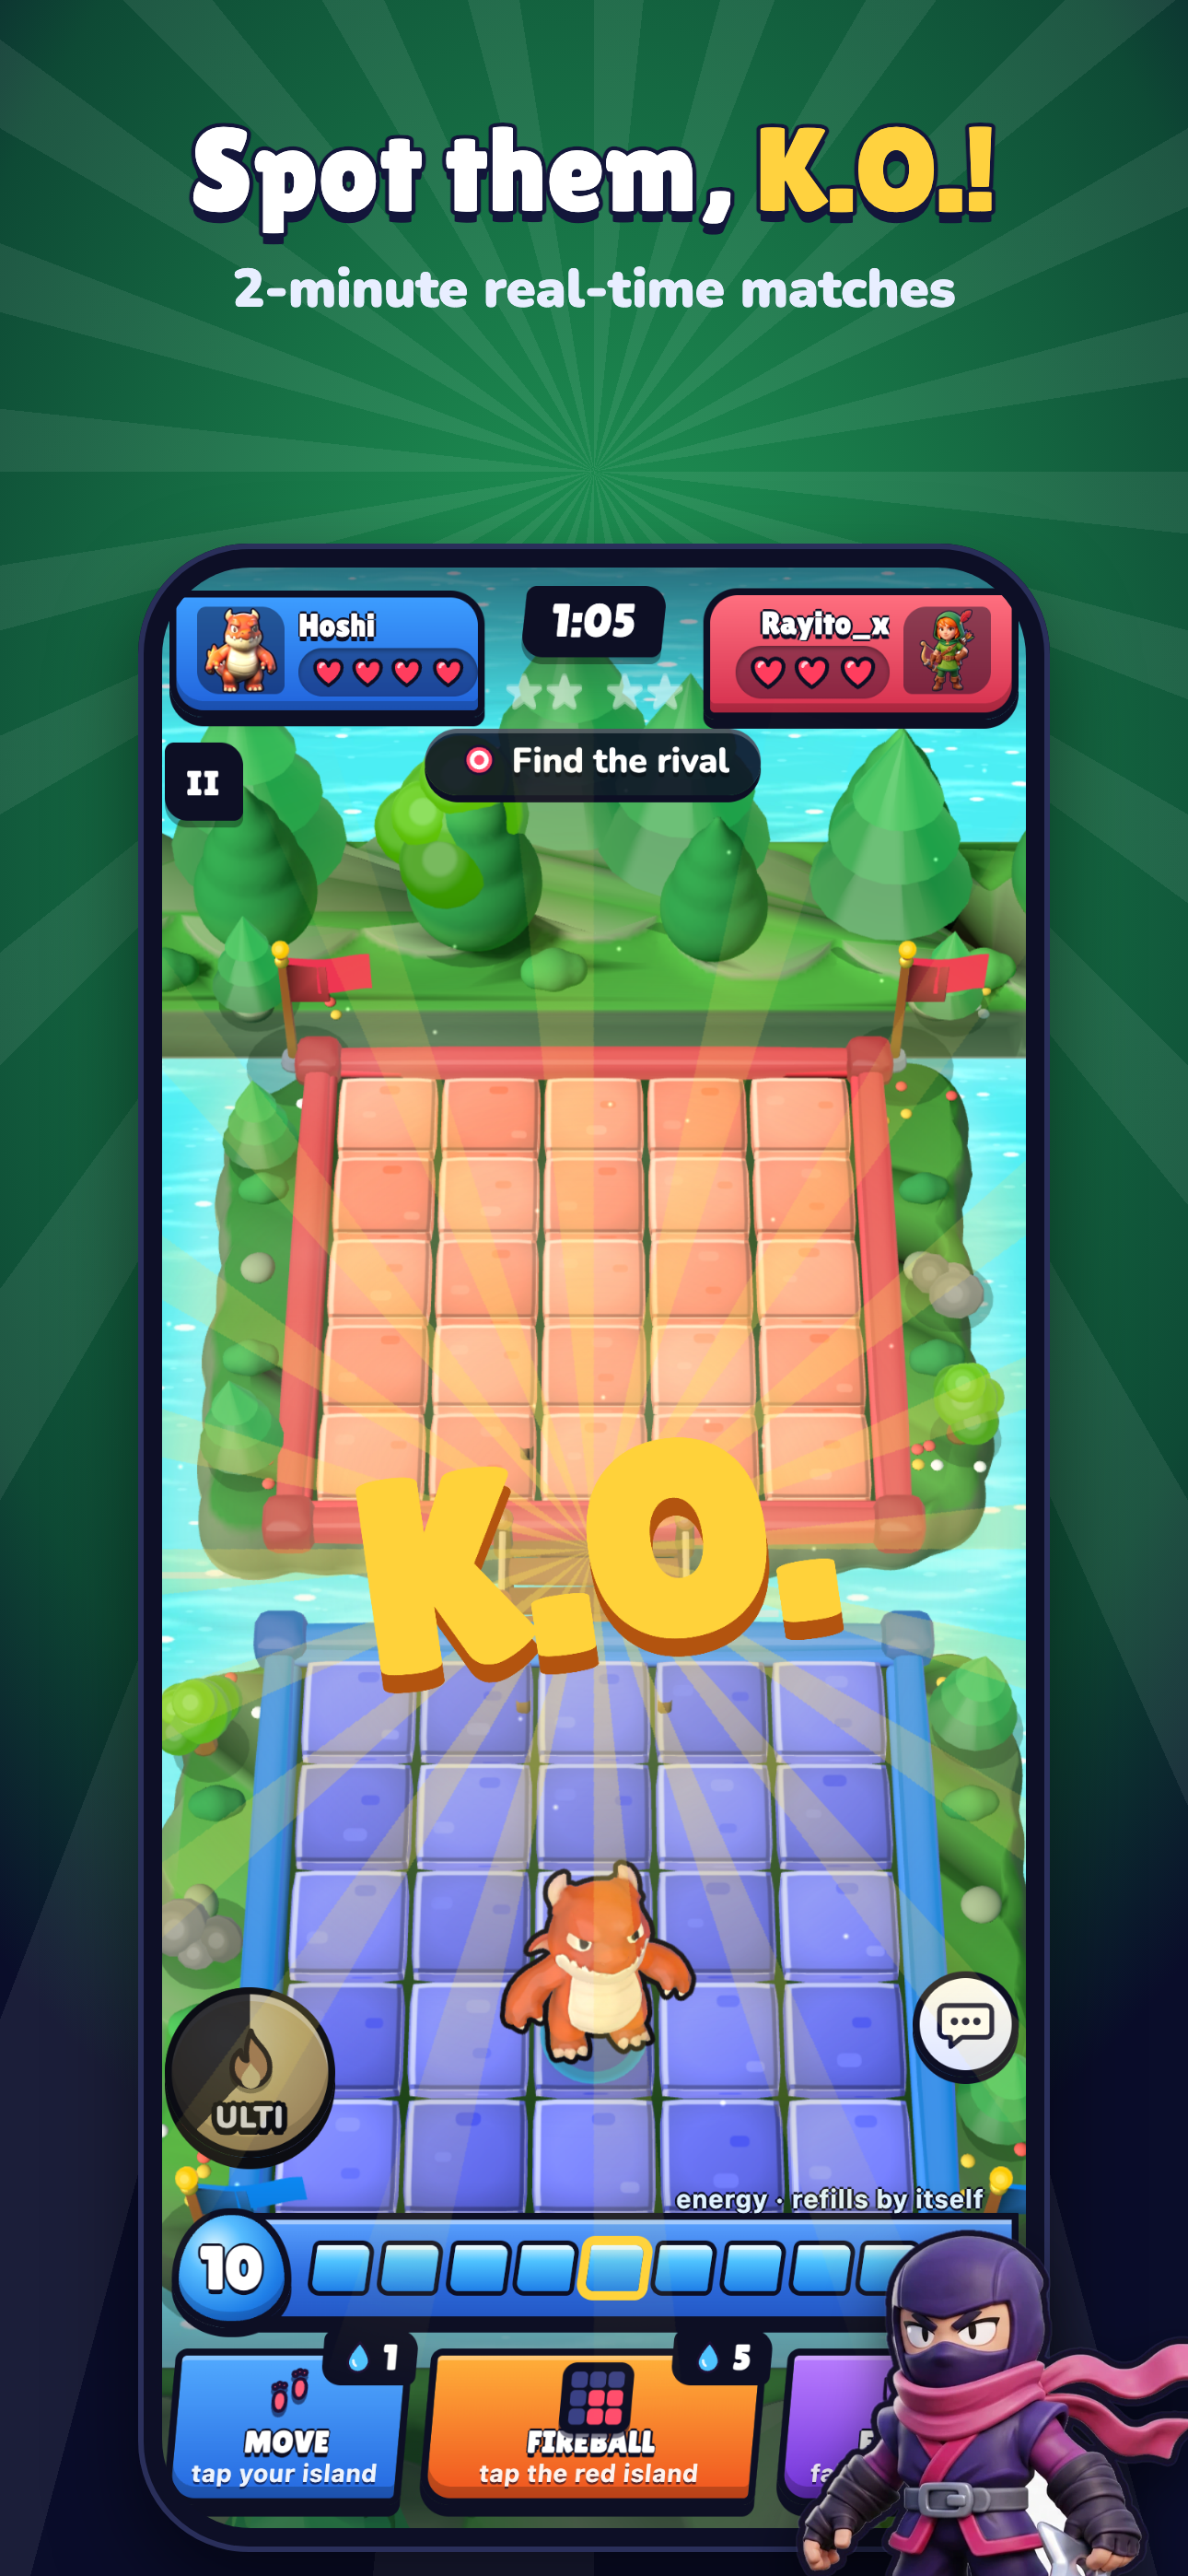 Spot them, K.O.!
2-minute real-time matches
Hoshi
1:05
Rayito_x
Find the rival
K.O.
ULTI
energy · refills by itself
10
1
5
MOVE
FIREBALL
tap your island
tap the red island